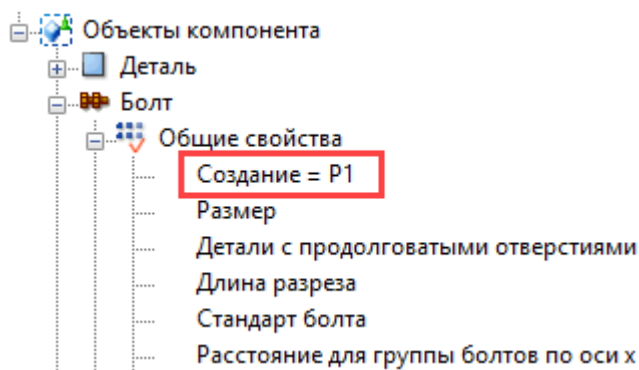 Объекты компонента
Деталь
Болт
Общие свойства
Создание = P1
Размер
Детали с продолговатыми отверстиями
Длина разреза
Стандарт болта
Расстояние для группы болтов по оси x